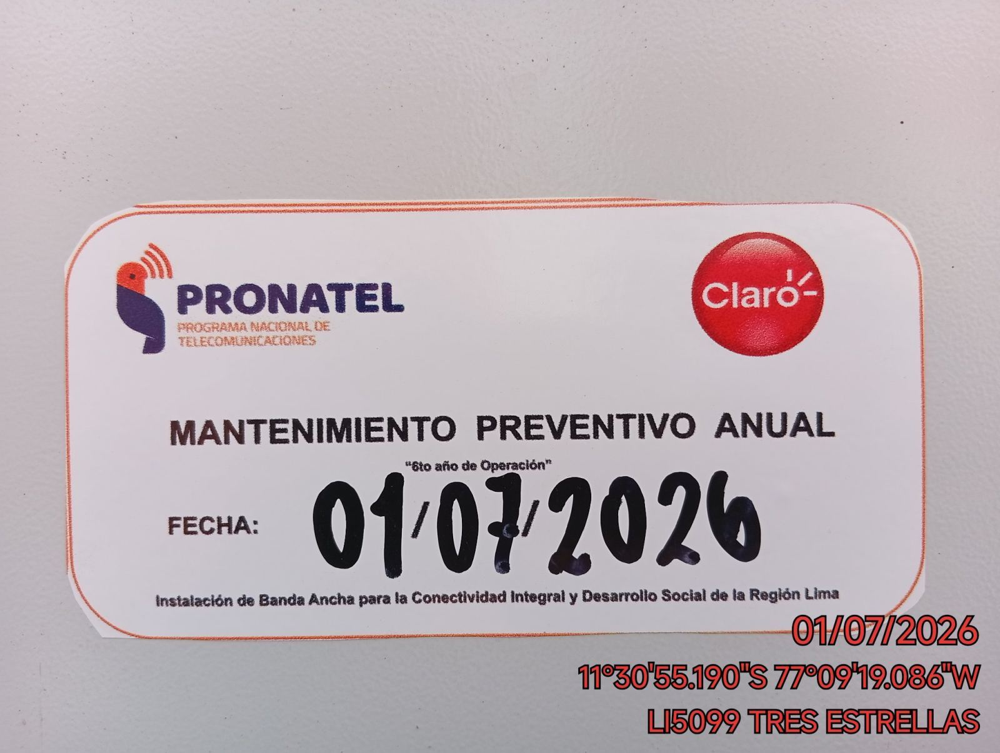 PRONATEL
PROGRAMA NACIONAL DE
TELECOMUNICACIONES
Claro
MANTENIMIENTO PREVENTIVO ANUAL
"6to año de Operación"
FECHA: 01/07/2026
Instalación de Banda Ancha para la Conectividad Integral y Desarrollo Social de la Región Lima
01/07/2026
11°30'55.190"S 77°09'19.086"W
LI5099 TRES ESTRELLAS